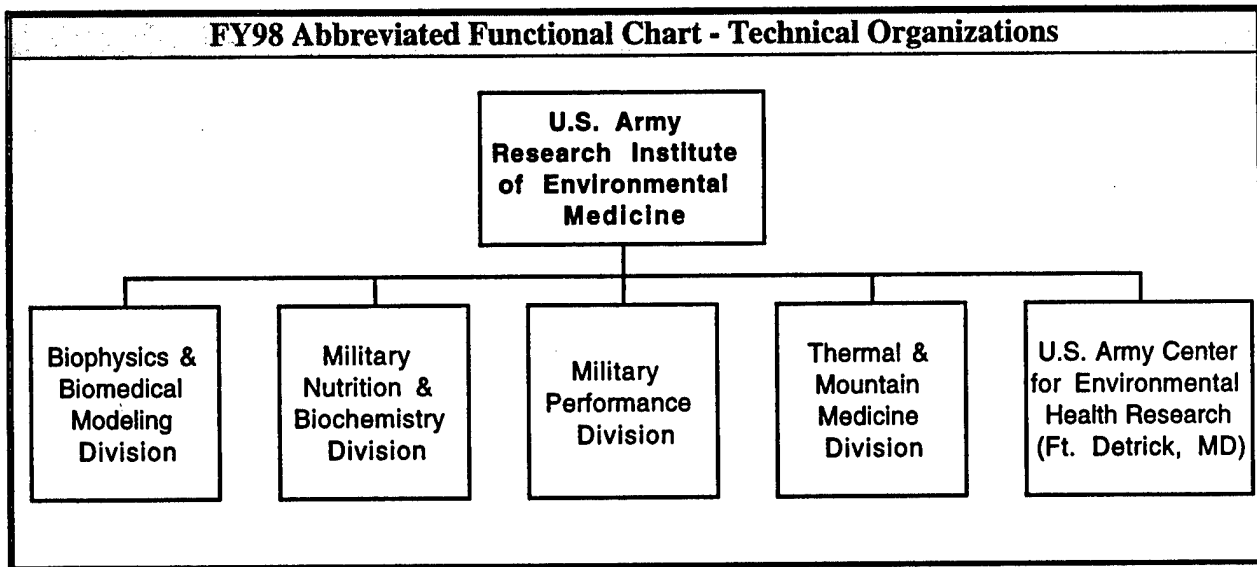 FY98 Abbreviated Functional Chart - Technical Organizations
U.S. Army
Research Institute
of Environmental
Medicine
Biophysics &
Biomedical
Modeling
Division
Military
Nutrition &
Biochemistry
Division
Military
Performance
Division
Thermal &
Mountain
Medicine
Division
U.S. Army Center
for Environmental
Health Research
(Ft. Detrick, MD)